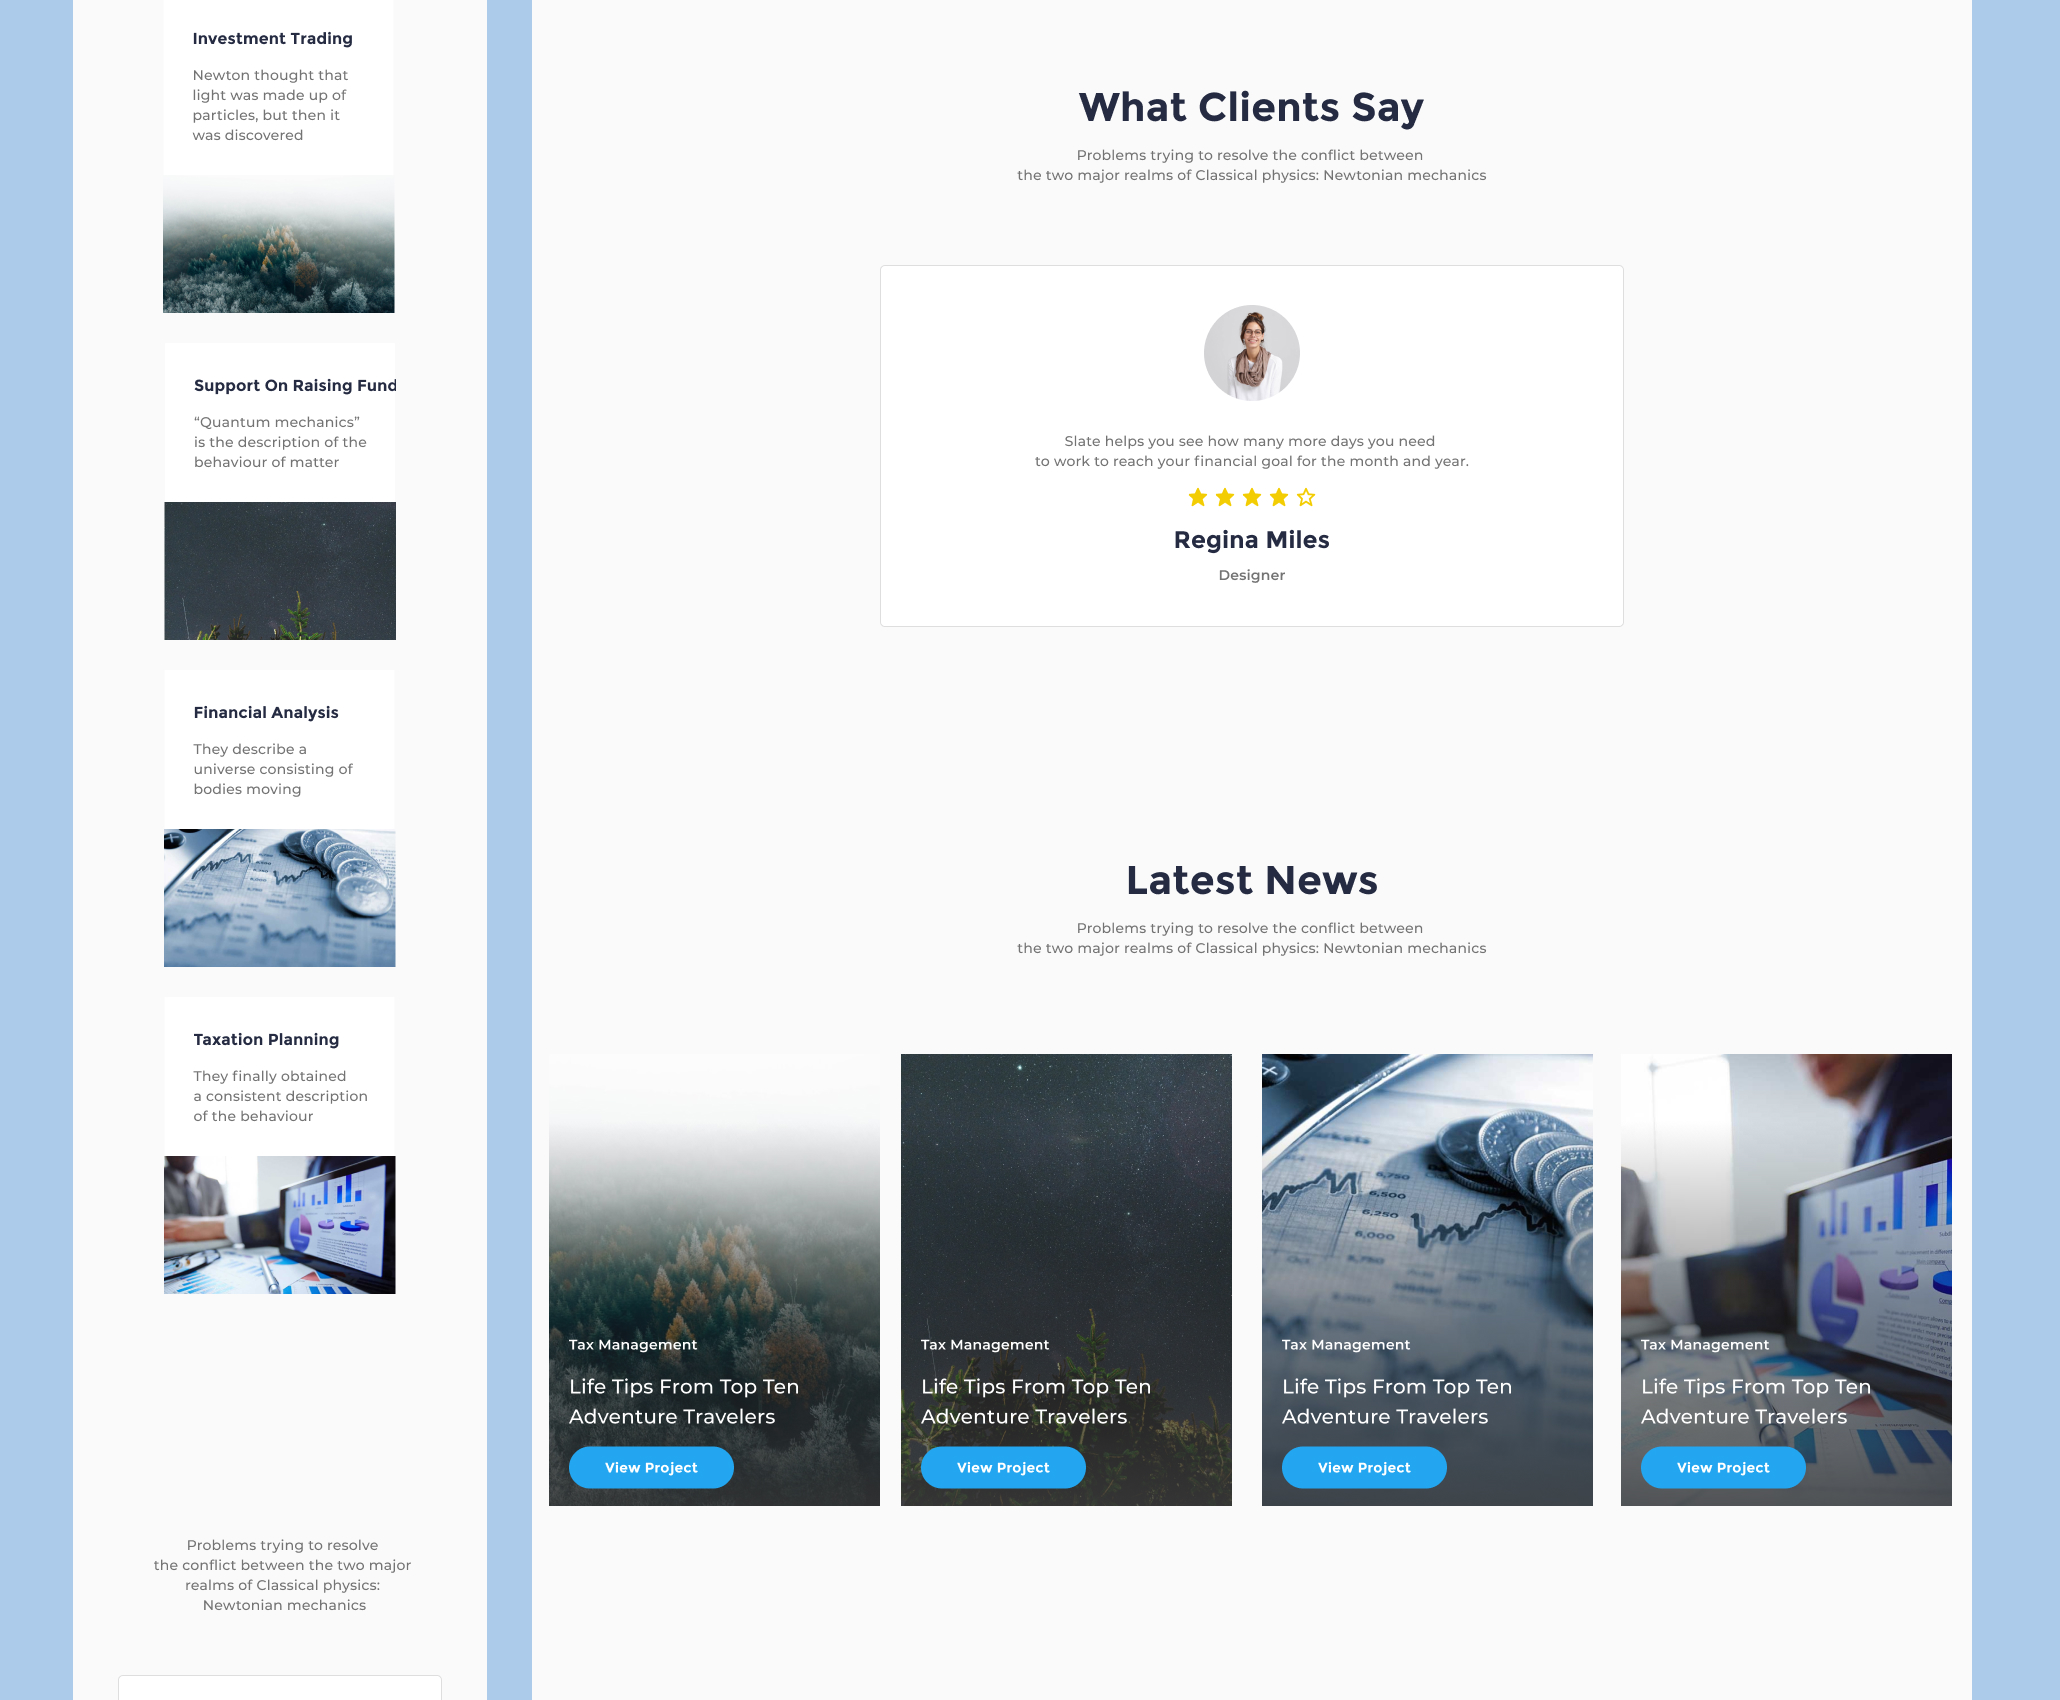 Investment Trading
Newton thought that
light was made up of
particles, but then it
was discovered
Support On Raising Fund
“Quantum mechanics”
is the description of the
behaviour of matter
Financial Analysis
They describe a
universe consisting of
bodies moving
Taxation Planning
They finally obtained
a consistent description
of the behaviour
Problems trying to resolve
the conflict between the two major
realms of Classical physics:
Newtonian mechanics
What Clients Say
Problems trying to resolve the conflict between
the two major realms of Classical physics: Newtonian mechanics
Slate helps you see how many more days you need
to work to reach your financial goal for the month and year.
Regina Miles
Designer
Latest News
Problems trying to resolve the conflict between
the two major realms of Classical physics: Newtonian mechanics
Tax Management
Life Tips From Top Ten
Adventure Travelers
View Project
Tax Management
Life Tips From Top Ten
Adventure Travelers
View Project
6,500
6,250
6,000
Tax Management
Life Tips From Top Ten
Adventure Travelers
View Project
Tax Management
Life Tips From Top Ten
Adventure Travelers
View Project